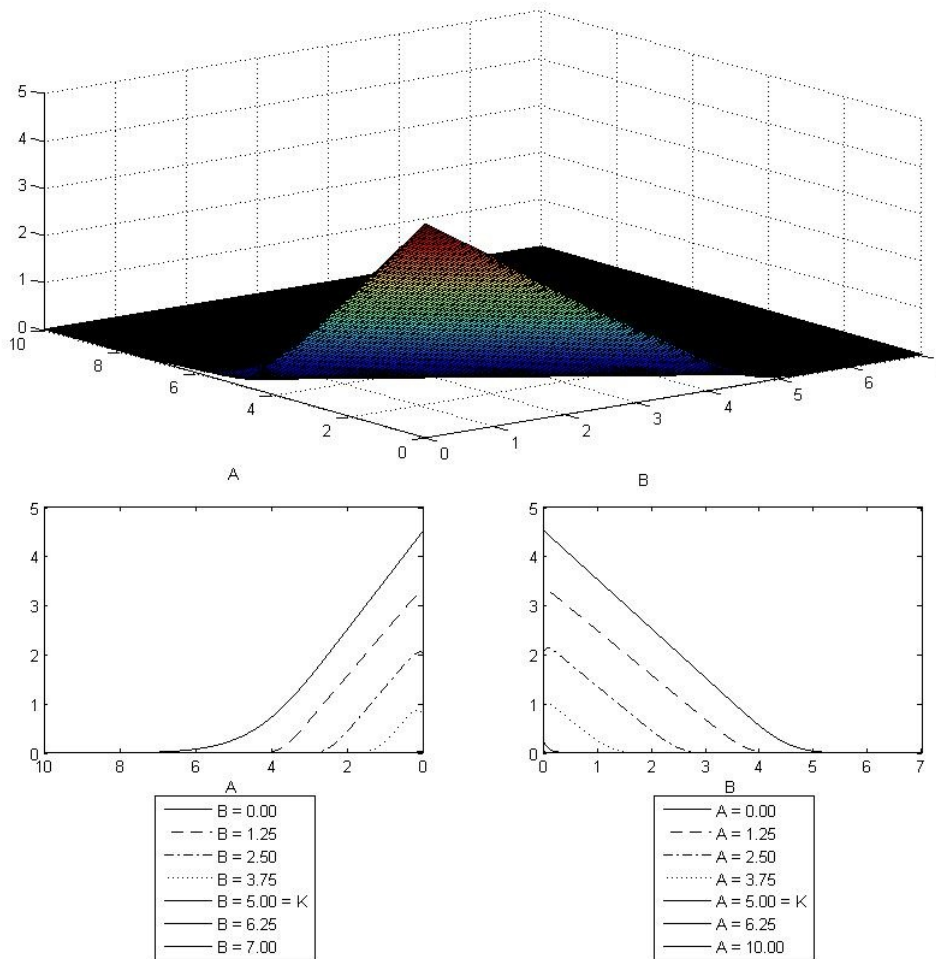 5
4
3
2
1
0
10
8
6
4
2
0
0
1
2
3
4
5
6
A
B
5
4
3
2
1
0
10
8
6
4
2
0
A
B = 0.00
B = 1.25
B = 2.50
B = 3.75
B = 5.00 = K
B = 6.25
B = 7.00
5
4
3
2
1
0
0
1
2
3
4
5
6
7
B
A = 0.00
A = 1.25
A = 2.50
A = 3.75
A = 5.00 = K
A = 6.25
A = 10.00